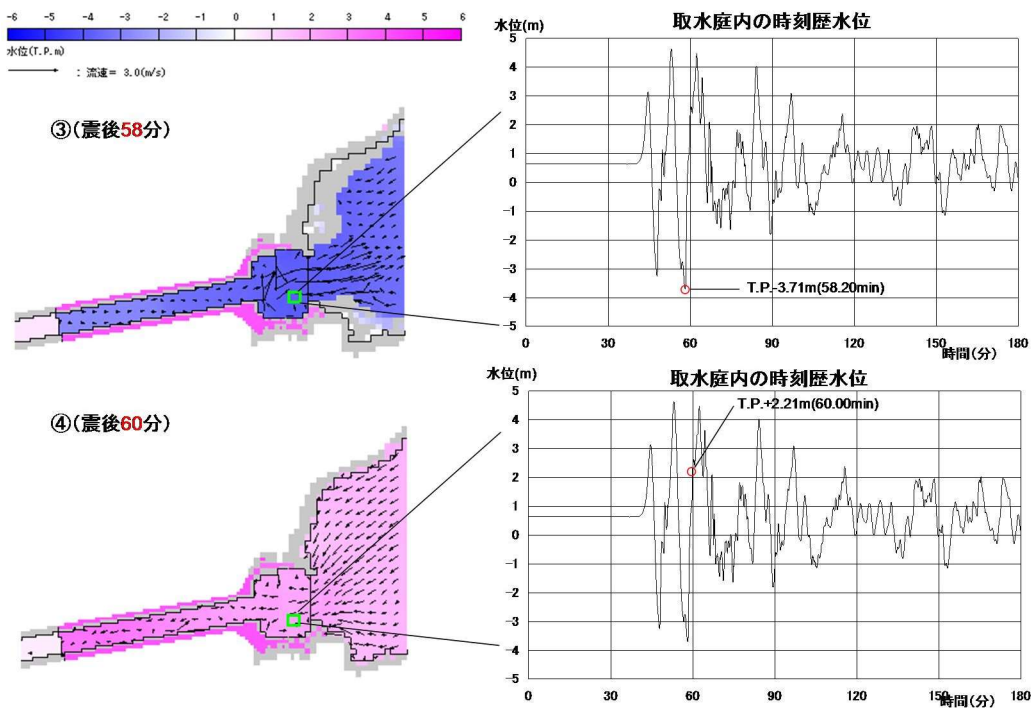 -6 -5 -4 -3 -2 -1 0 1 2 3 4 5 6
水位(T.P.m)
：流速= 3.0(m/s)
③(震後58分)
水位(m)
取水庭内の時刻歴水位
5
4
3
2
1
0
-1
-2
-3
-4
-5
T.P.-3.71m(58.20min)
0 30 60 90 120 150 180
時間(分)
④(震後60分)
水位(m)
取水庭内の時刻歴水位
T.P.+2.21m(60.00min)
5
4
3
2
1
0
-1
-2
-3
-4
-5
0 30 60 90 120 150 180
時間(分)